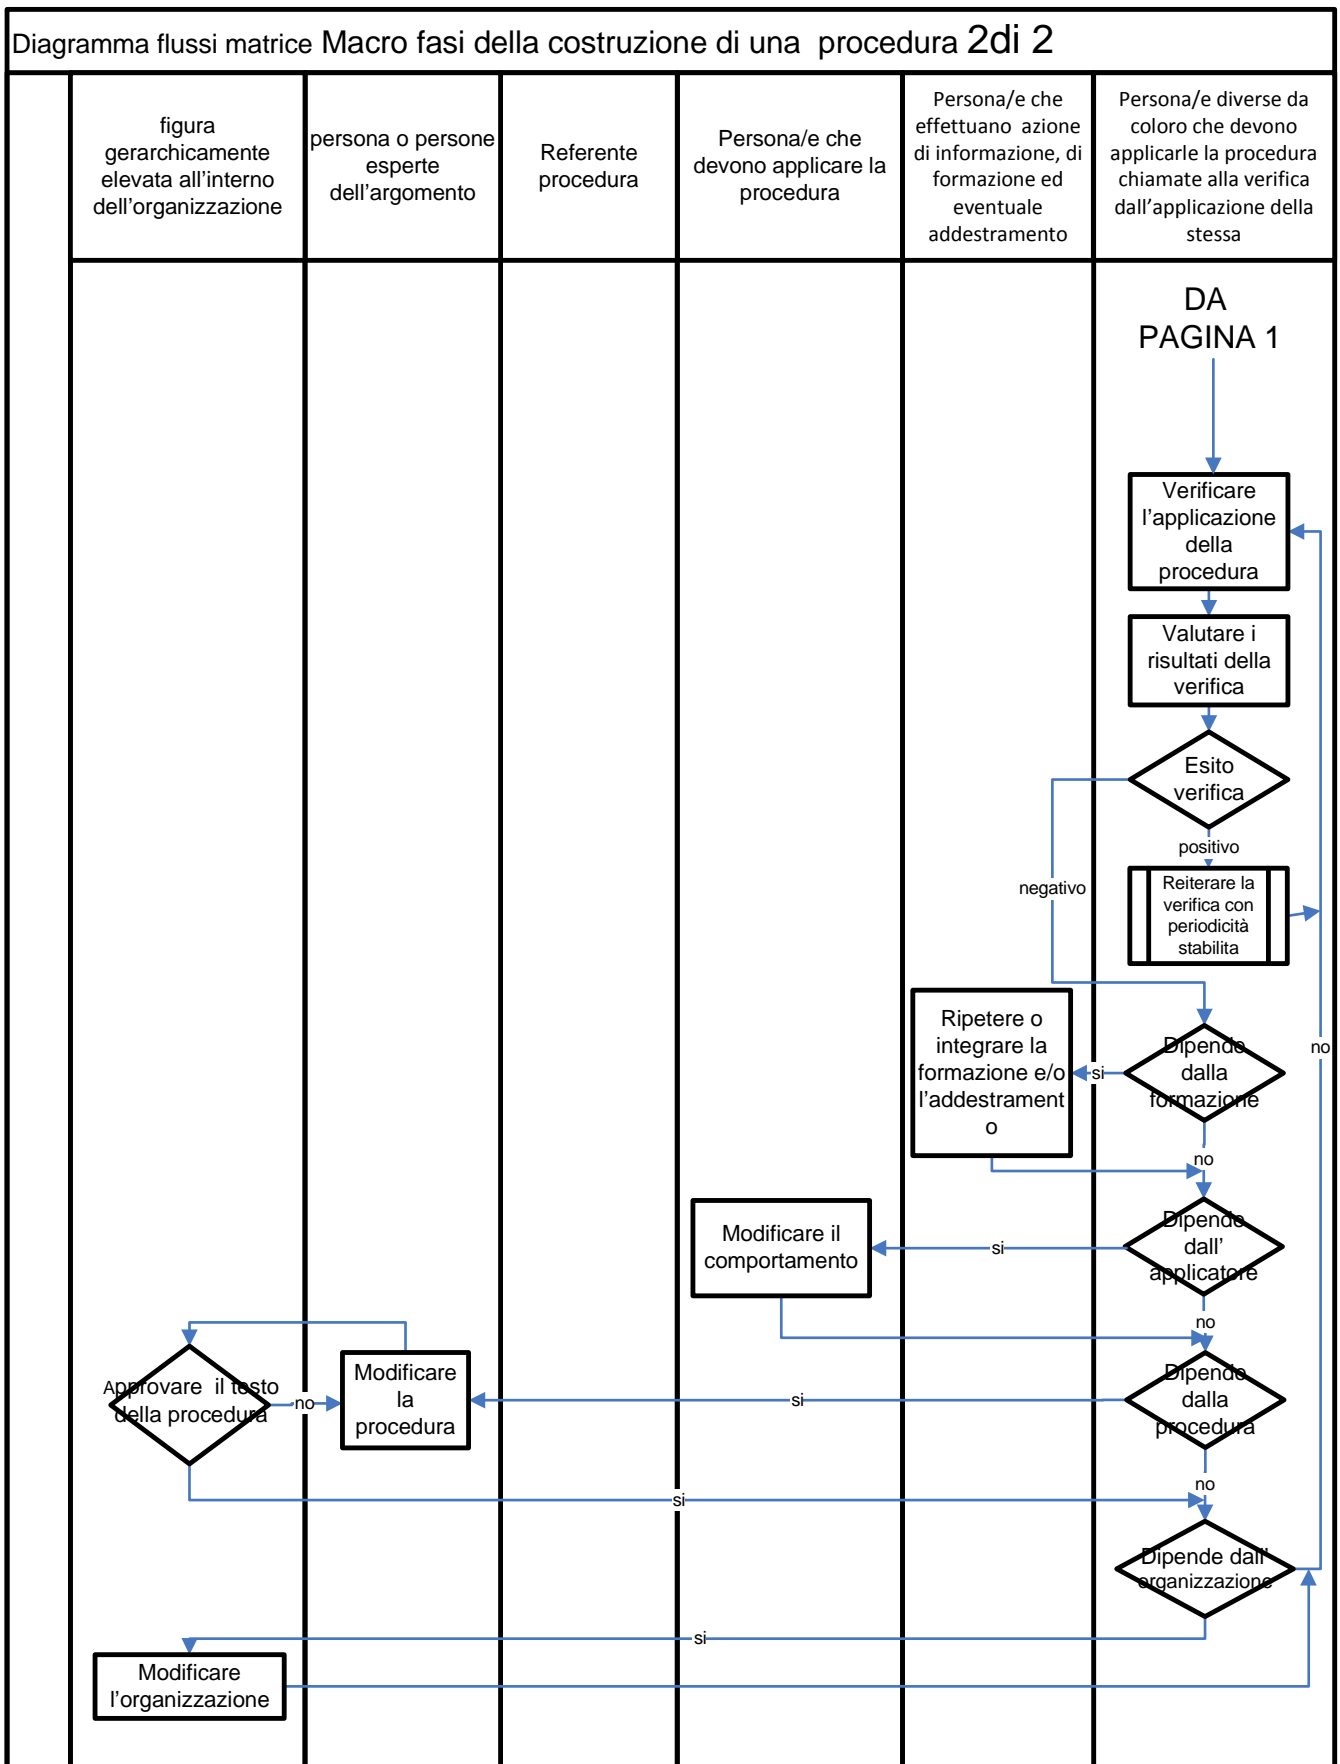 Diagramma flussi matrice Macro fasi della costruzione di una procedura 2di 2
figura
gerarchicamente
elevata all'interno
dell'organizzazione
persona o persone
esperte
dell'argomento
Referente
procedura
Persona/e che
devono applicare la
procedura
Persona/e che
effettuano azione
di informazione, di
formazione ed
eventuale
addestramento
Persona/e diverse da
coloro che devono
applicarle la procedura
chiamate alla verifica
dall'applicazione della
stessa
DA
PAGINA 1
Verificare
l'applicazione
della
procedura
Valutare i
risultati della
verifica
Esito
verifica
positivo
negativo
Reiterare la
verifica con
periodicità
stabilita
Ripetere o
integrare la
formazione e/o
l'addestrament
o
si
Dipende
dalla
formazione
no
no
Modificare il
comportamento
si
Dipende
dall'
applicatore
no
Approvare il testo
della procedura
no
Modificare
la
procedura
si
Dipende
dalla
procedura
no
si
Dipende dall'
organizzazione
si
Modificare
l'organizzazione